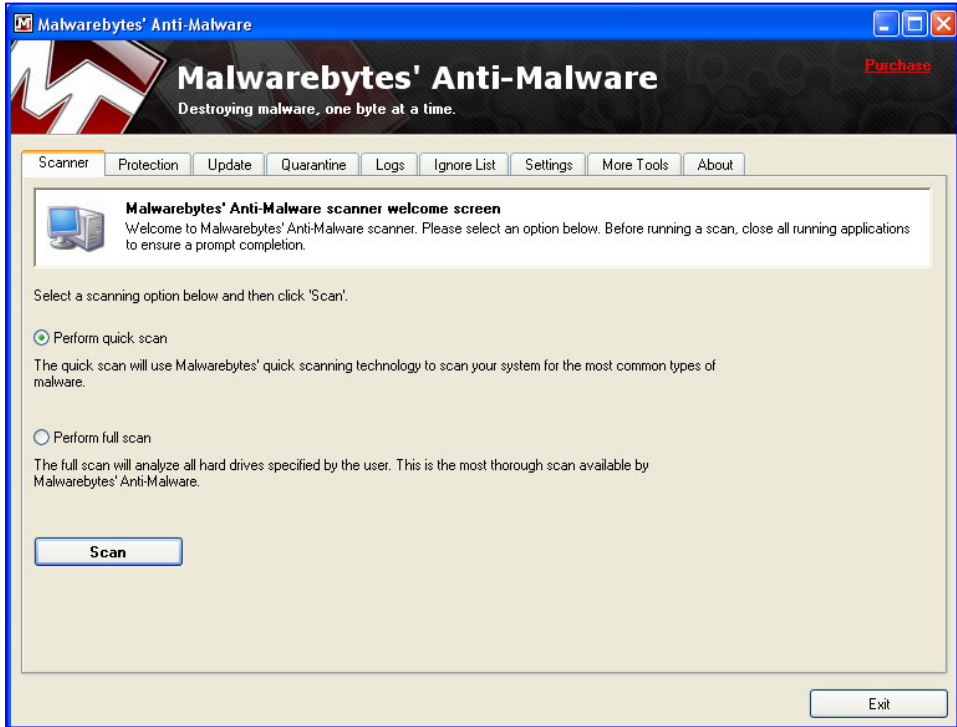 Malwarebytes' Anti-Malware
Malwarebytes' Anti-Malware
Purchase
Destroying malware, one byte at a time.
Scanner Protection Update Quarantine Logs Ignore List Settings More Tools About
Malwarebytes' Anti-Malware scanner welcome screen
Welcome to Malwarebytes' Anti-Malware scanner. Please select an option below. Before running a scan, close all running applications
to ensure a prompt completion.
Select a scanning option below and then click 'Scan'.
Perform quick scan
The quick scan will use Malwarebytes' quick scanning technology to scan your system for the most common types of
malware.
Perform full scan
The full scan will analyze all hard drives specified by the user. This is the most thorough scan available by
Malwarebytes' Anti-Malware.
Scan
Exit